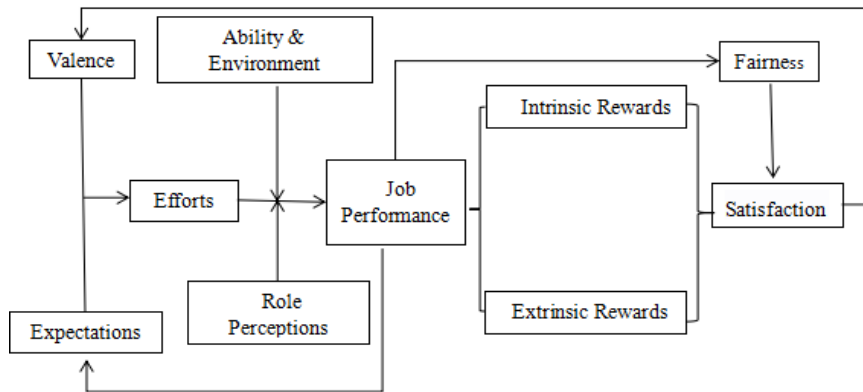 Valence
Ability &
Environment
Fairness
Intrinsic Rewards
Efforts
Job
Performance
Satisfaction
Role
Perceptions
Expectations
Extrinsic Rewards